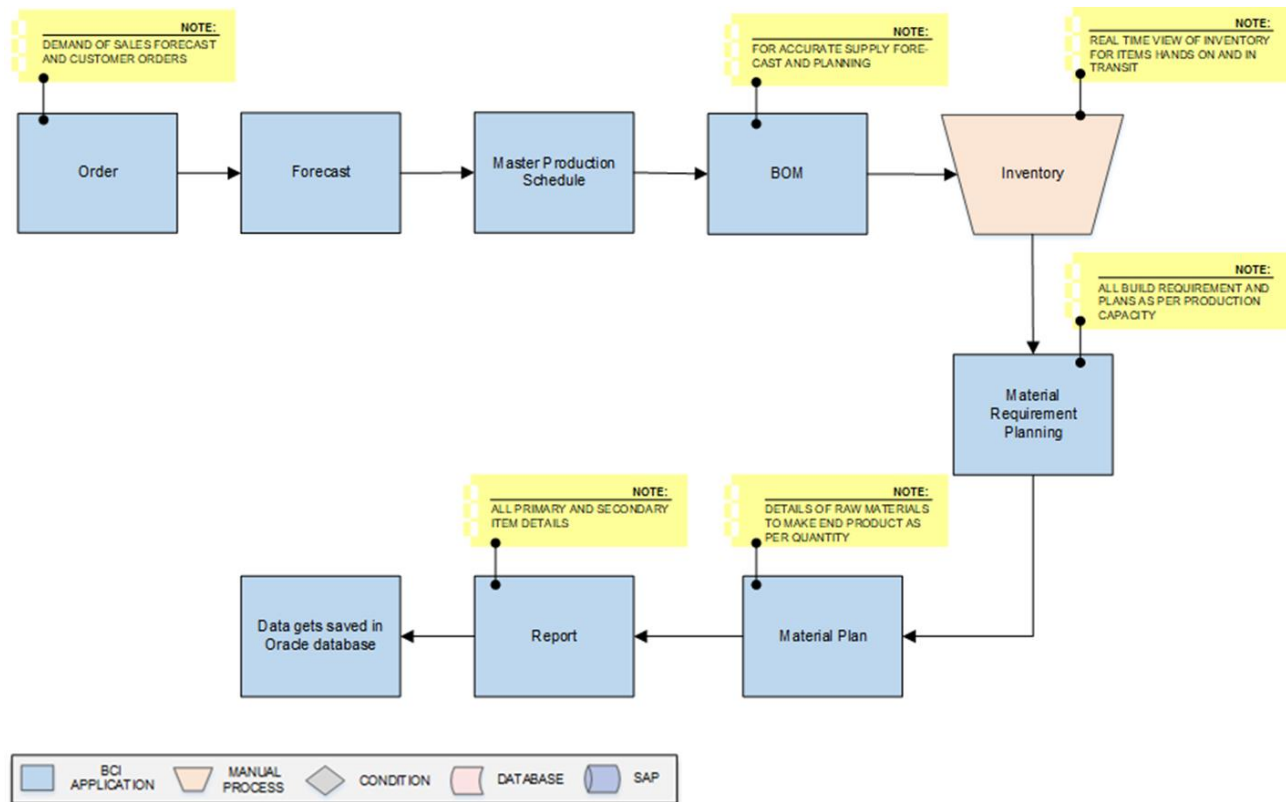 NOTE:
DEMAND OF SALES FORECAST
AND CUSTOMER ORDERS
NOTE:
FOR ACCURATE SUPPLY FORE-
CAST AND PLANNING
NOTE:
REAL TIME VIEW OF INVENTORY
FOR ITEMS HANDS ON AND IN
TRANSIT
Order
Forecast
Master Production
Schedule
BOM
Inventory
NOTE:
ALL BUILD REQUIREMENT AND
PLANS AS PER PRODUCTION
CAPACITY
Material
Requirement
Planning
NOTE:
DETAILS OF RAW MATERIALS
TO MAKE END PRODUCT AS
PER QUANTITY
NOTE:
ALL PRIMARY AND SECONDARY
ITEM DETAILS
Material Plan
Report
Data gets saved in
Oracle database
BCI
APPLICATION
MANUAL
PROCESS
CONDITION
DATABASE
SAP